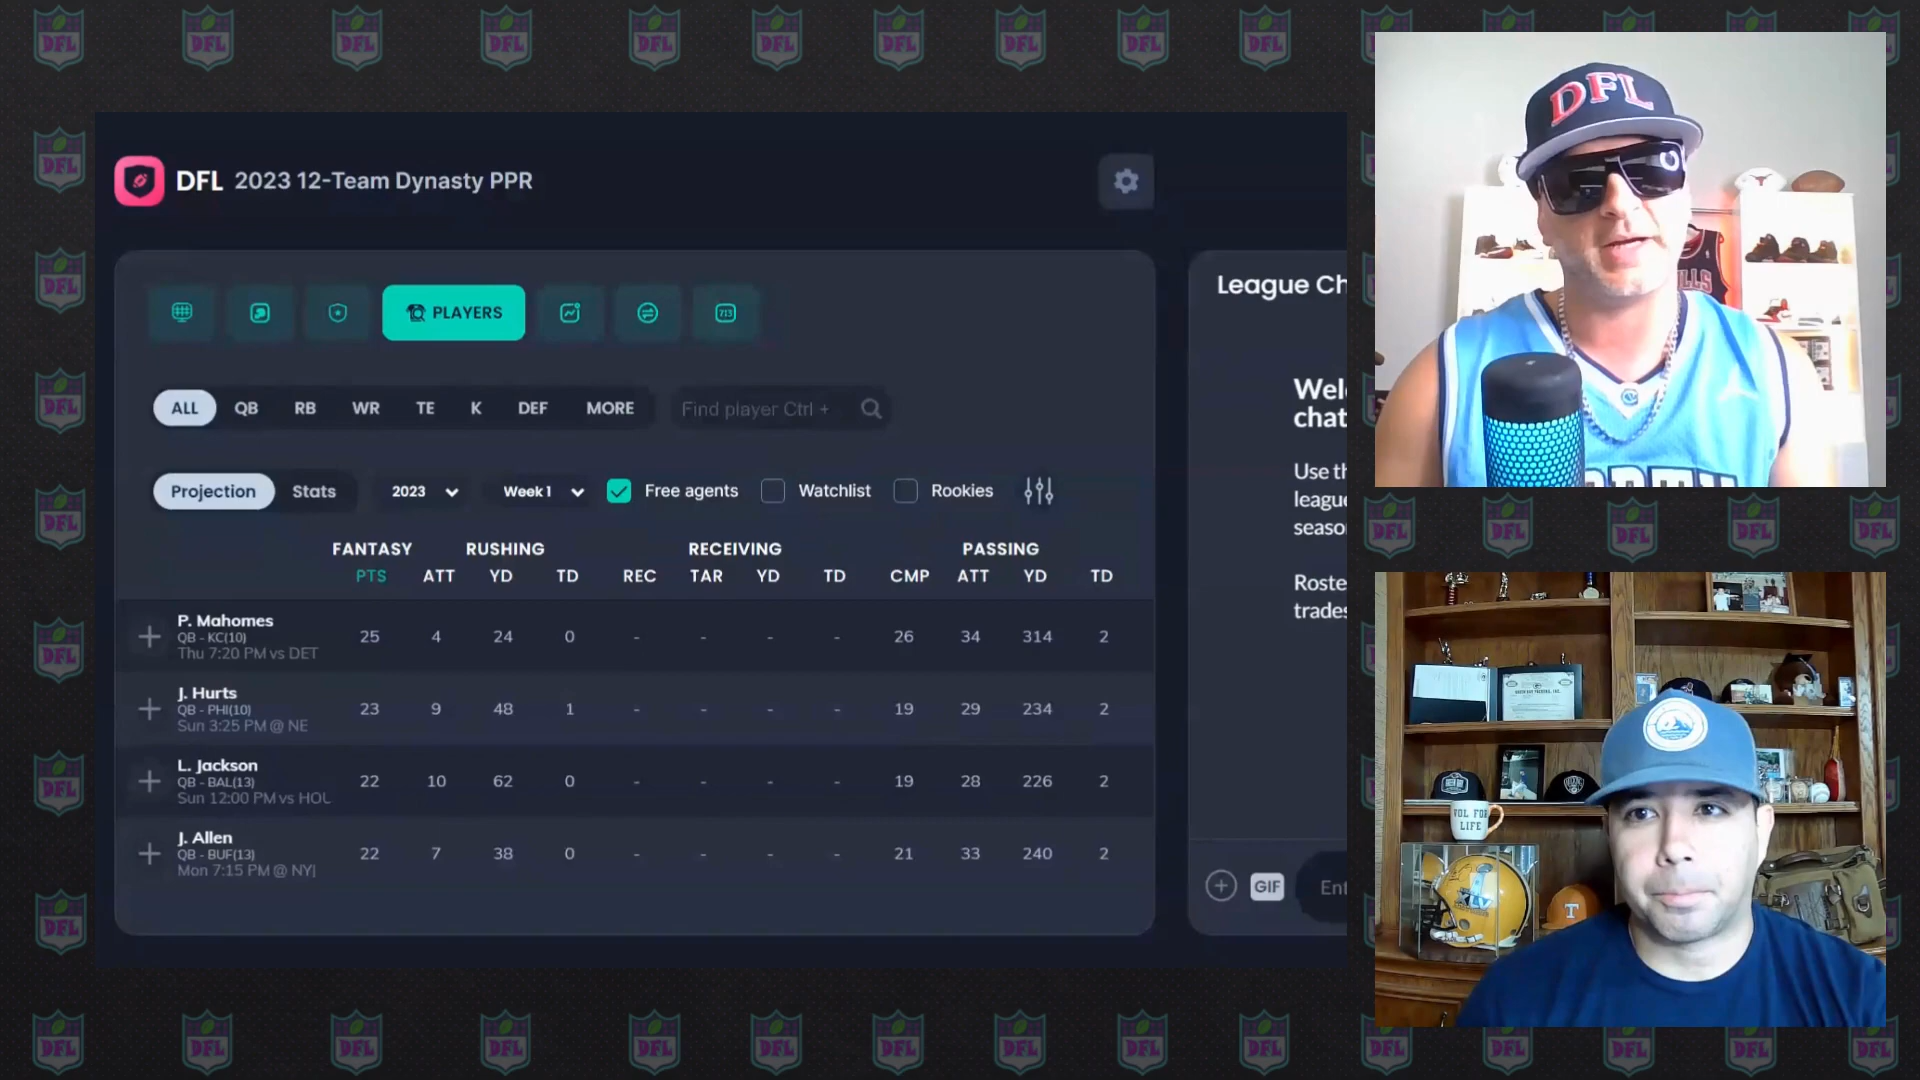 DFL 2023 12-Team Dynasty PPR
PLAYERS
713
ALL QB RB WR TE K DEF MORE Find player Ctrl +
Projection Stats 2023 Week 1 Free agents Watchlist Rookies
FANTASY RUSHING RECEIVING PASSING
PTS ATT YD TD REC TAR YD TD CMP ATT YD TD
P. Mahomes
QB - KC(10)
Thu 7:20 PM vs DET
25 4 24 0 - - - - 26 34 314 2
J. Hurts
QB - PHI(10)
Sun 3:25 PM @ NE
23 9 48 1 - - - - 19 29 234 2
L. Jackson
QB - BAL(13)
Sun 12:00 PM vs HOU
22 10 62 0 - - - - 19 28 226 2
J. Allen
QB - BUF(13)
Mon 7:15 PM @ NYJ
22 7 38 0 - - - - 21 33 240 2
League Ch
Wel
chat
Use th
league
seaso
Roste
trades
GIF Ent
DFL
VOL FOR
LIFE
XLV
T